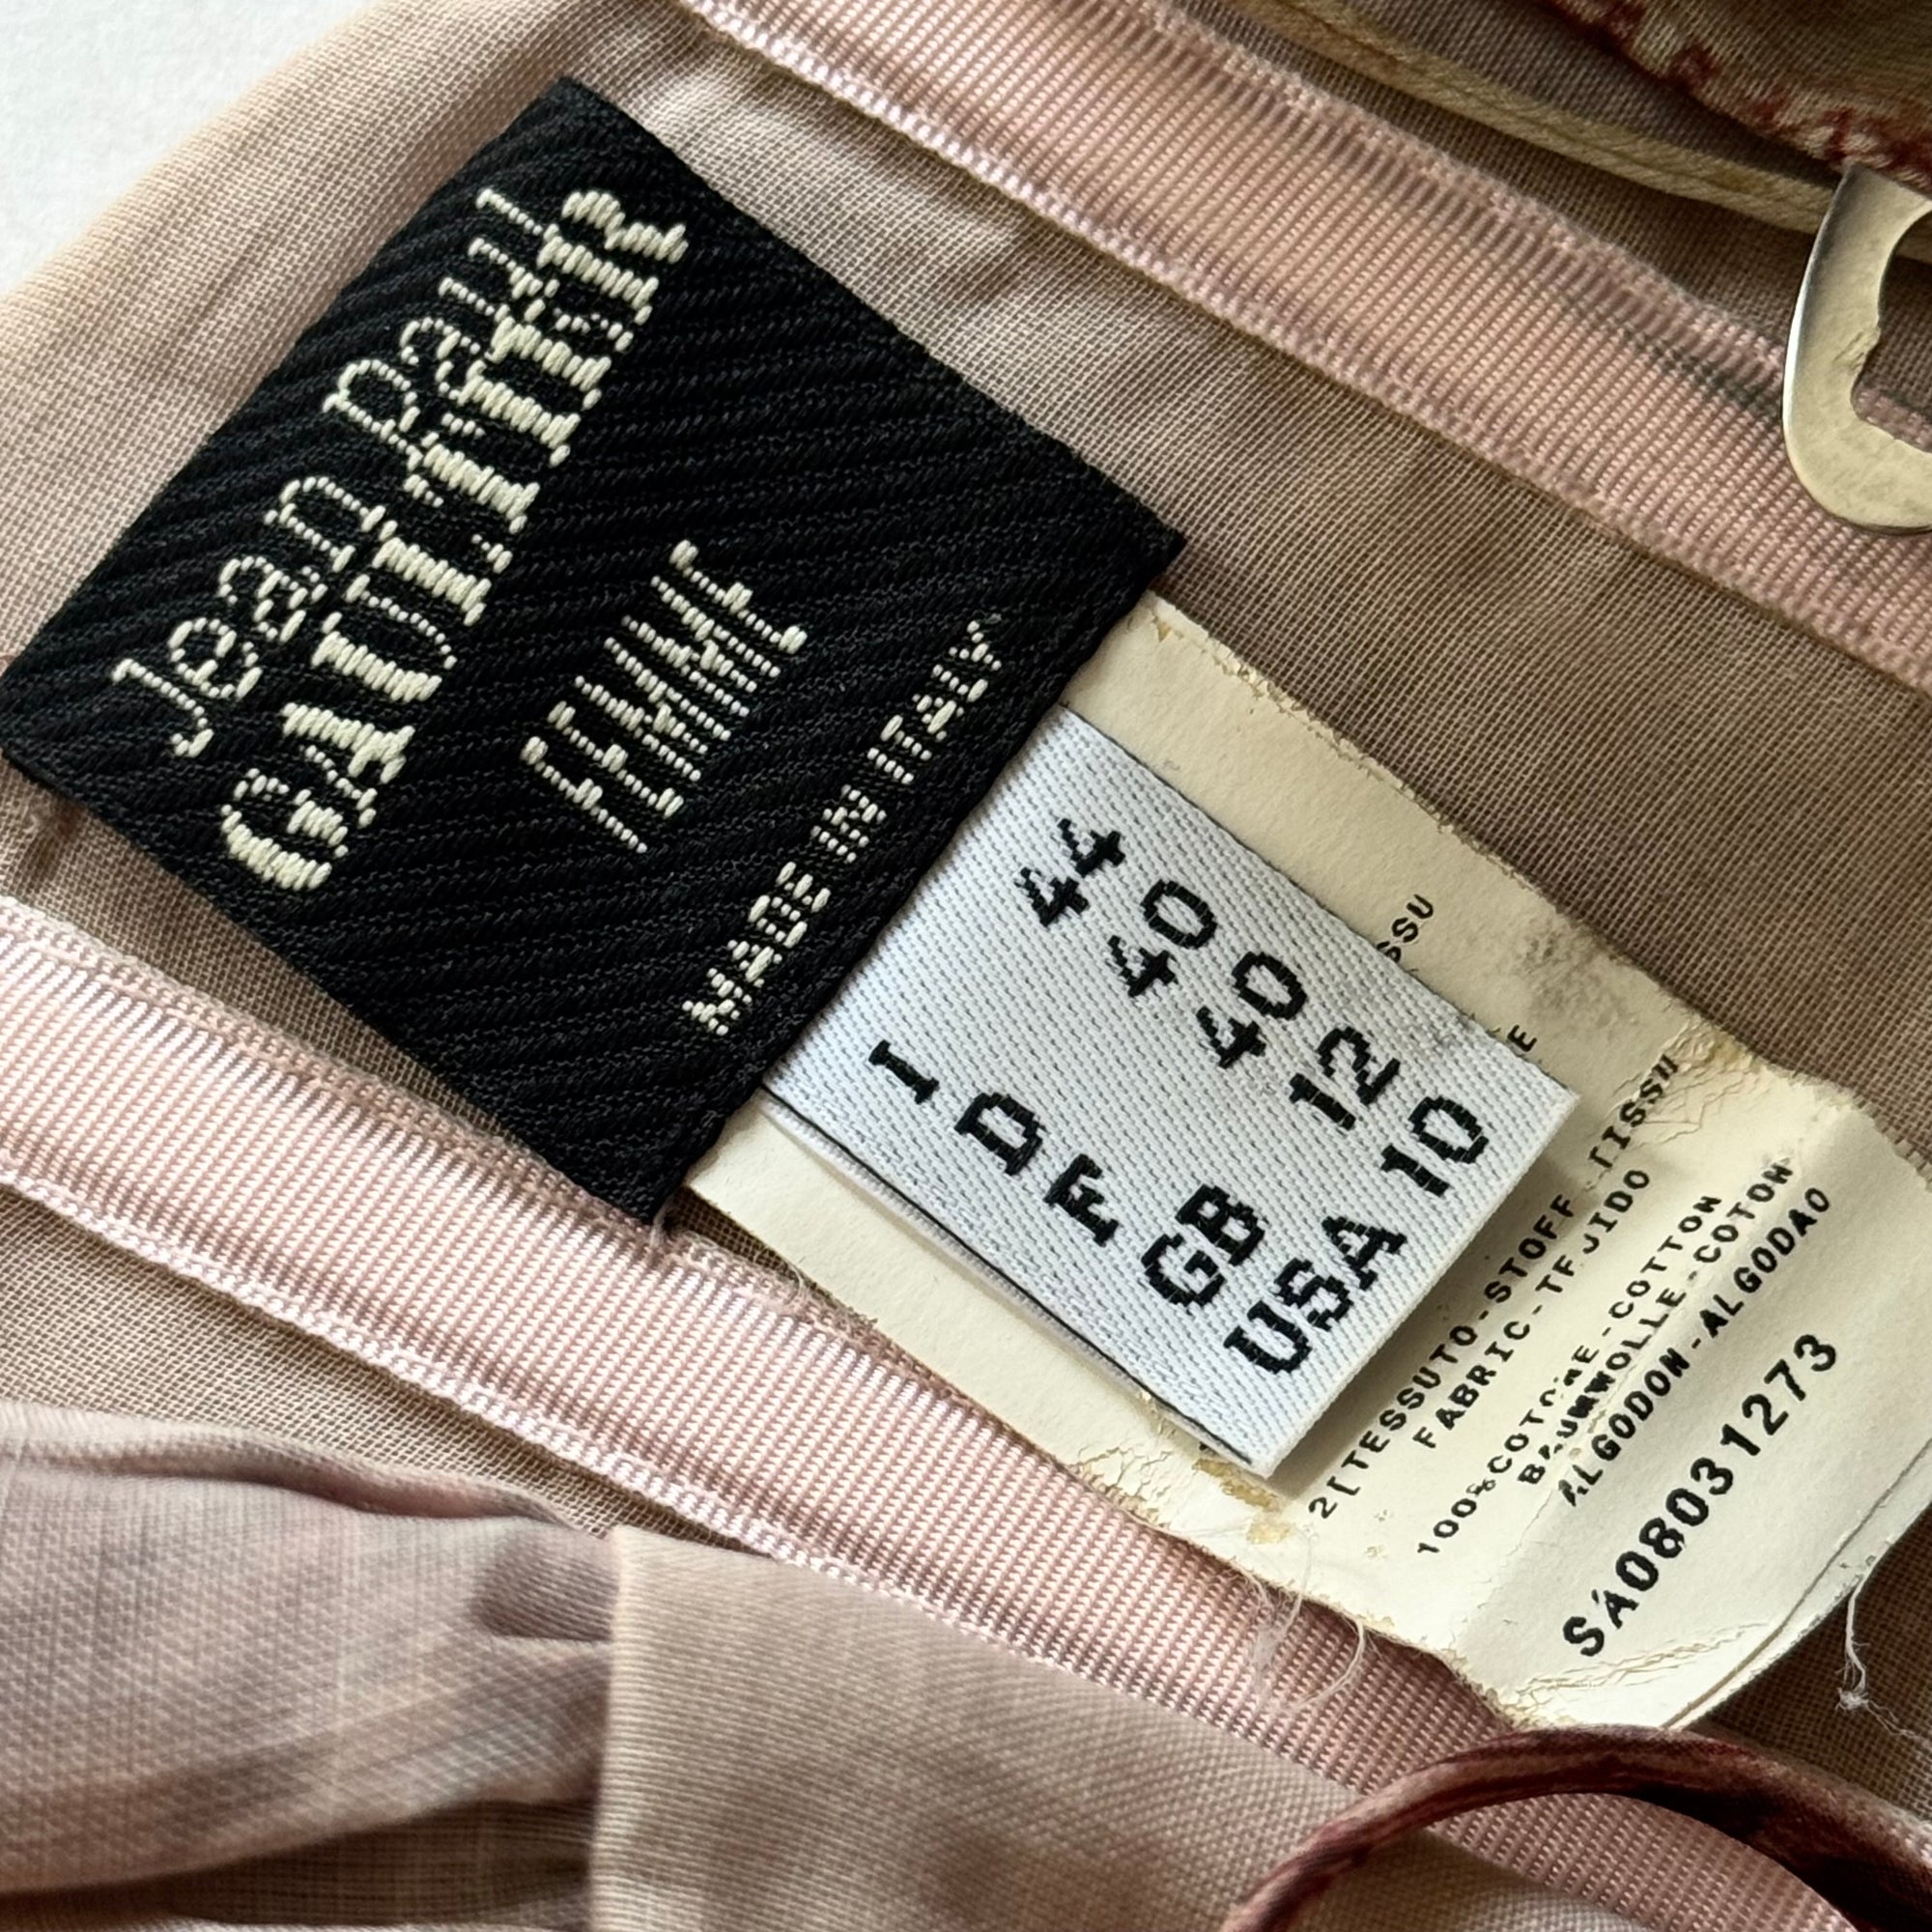 Jean Paul
GAULTIER
FEMME
MADE IN ITALY
I 44
D 40
F 40
GB 12
USA 10
SSU
E
2[TESSUTO-STOFF-TISSU
FABRIC-TEJIDO
100%COTONE-COTTON
BAUMWOLLE-COTON
ALGODON-ALGODAO
SA08031273